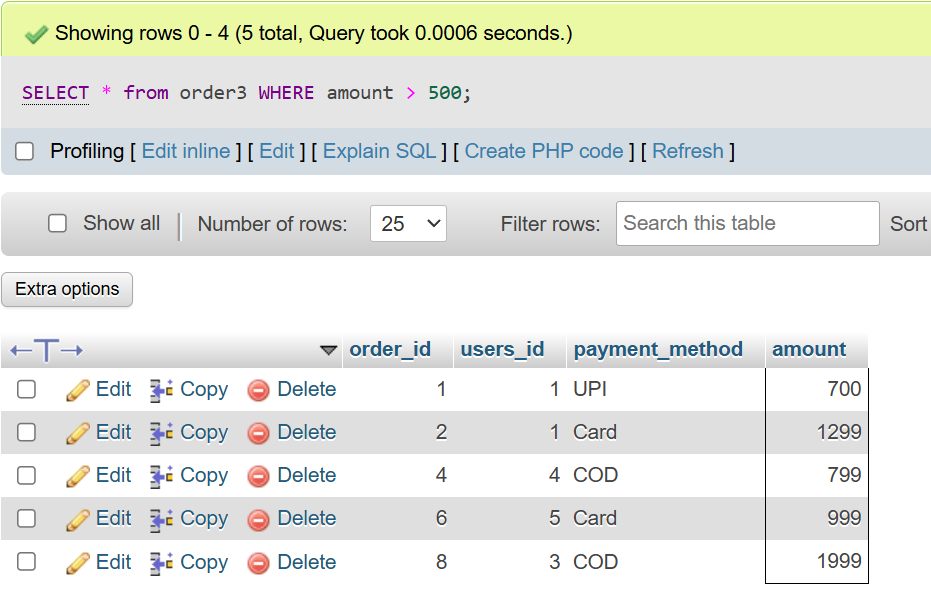 Showing rows 0 - 4 (5 total, Query took 0.0006 seconds.)
SELECT * from order3 WHERE amount > 500;
Profiling [ Edit inline ] [ Edit ] [ Explain SQL ] [ Create PHP code ] [ Refresh ]
Show all Number of rows: 25 Filter rows: Search this table Sort
Extra options
order_id users_id payment_method amount
Edit Copy Delete 1 1 UPI 700
Edit Copy Delete 2 1 Card 1299
Edit Copy Delete 4 4 COD 799
Edit Copy Delete 6 5 Card 999
Edit Copy Delete 8 3 COD 1999